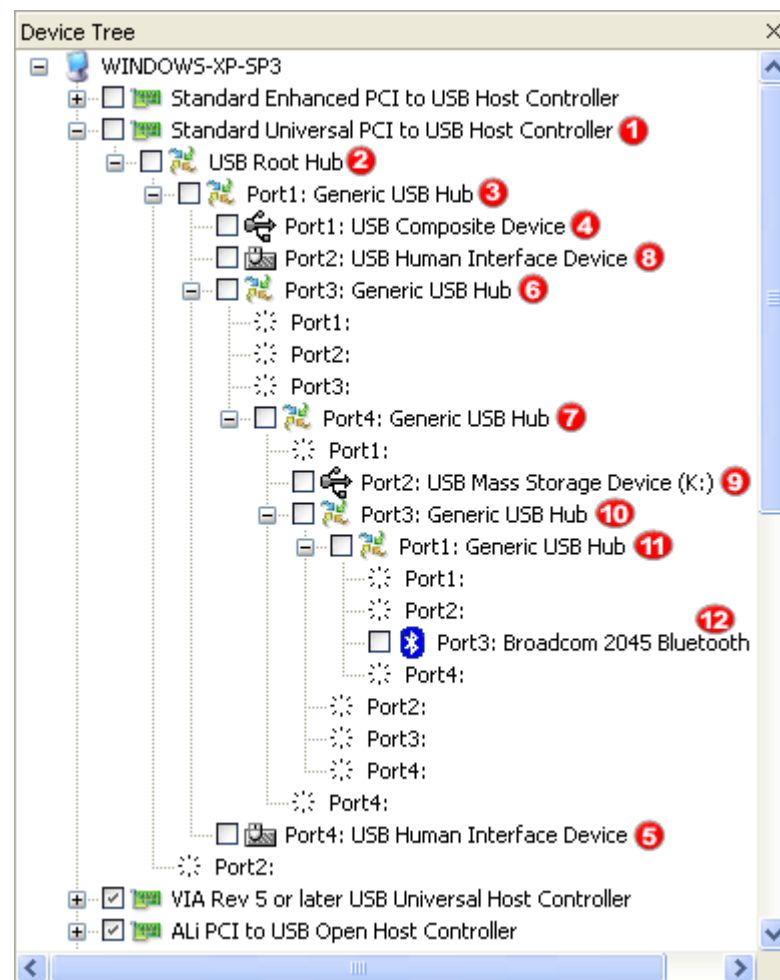 Device Tree
WINDOWS-XP-SP3
Standard Enhanced PCI to USB Host Controller
Standard Universal PCI to USB Host Controller 1
USB Root Hub 2
Port1: Generic USB Hub 3
Port1: USB Composite Device 4
Port2: USB Human Interface Device 8
Port3: Generic USB Hub 6
Port1:
Port2:
Port3:
Port4: Generic USB Hub 7
Port1:
Port2: USB Mass Storage Device (K:) 9
Port3: Generic USB Hub 10
Port1: Generic USB Hub 11
Port1:
Port2:
12
Port3: Broadcom 2045 Bluetooth
Port4:
Port2:
Port3:
Port4:
Port4:
Port4: USB Human Interface Device 5
Port2:
VIA Rev 5 or later USB Universal Host Controller
ALi PCI to USB Open Host Controller